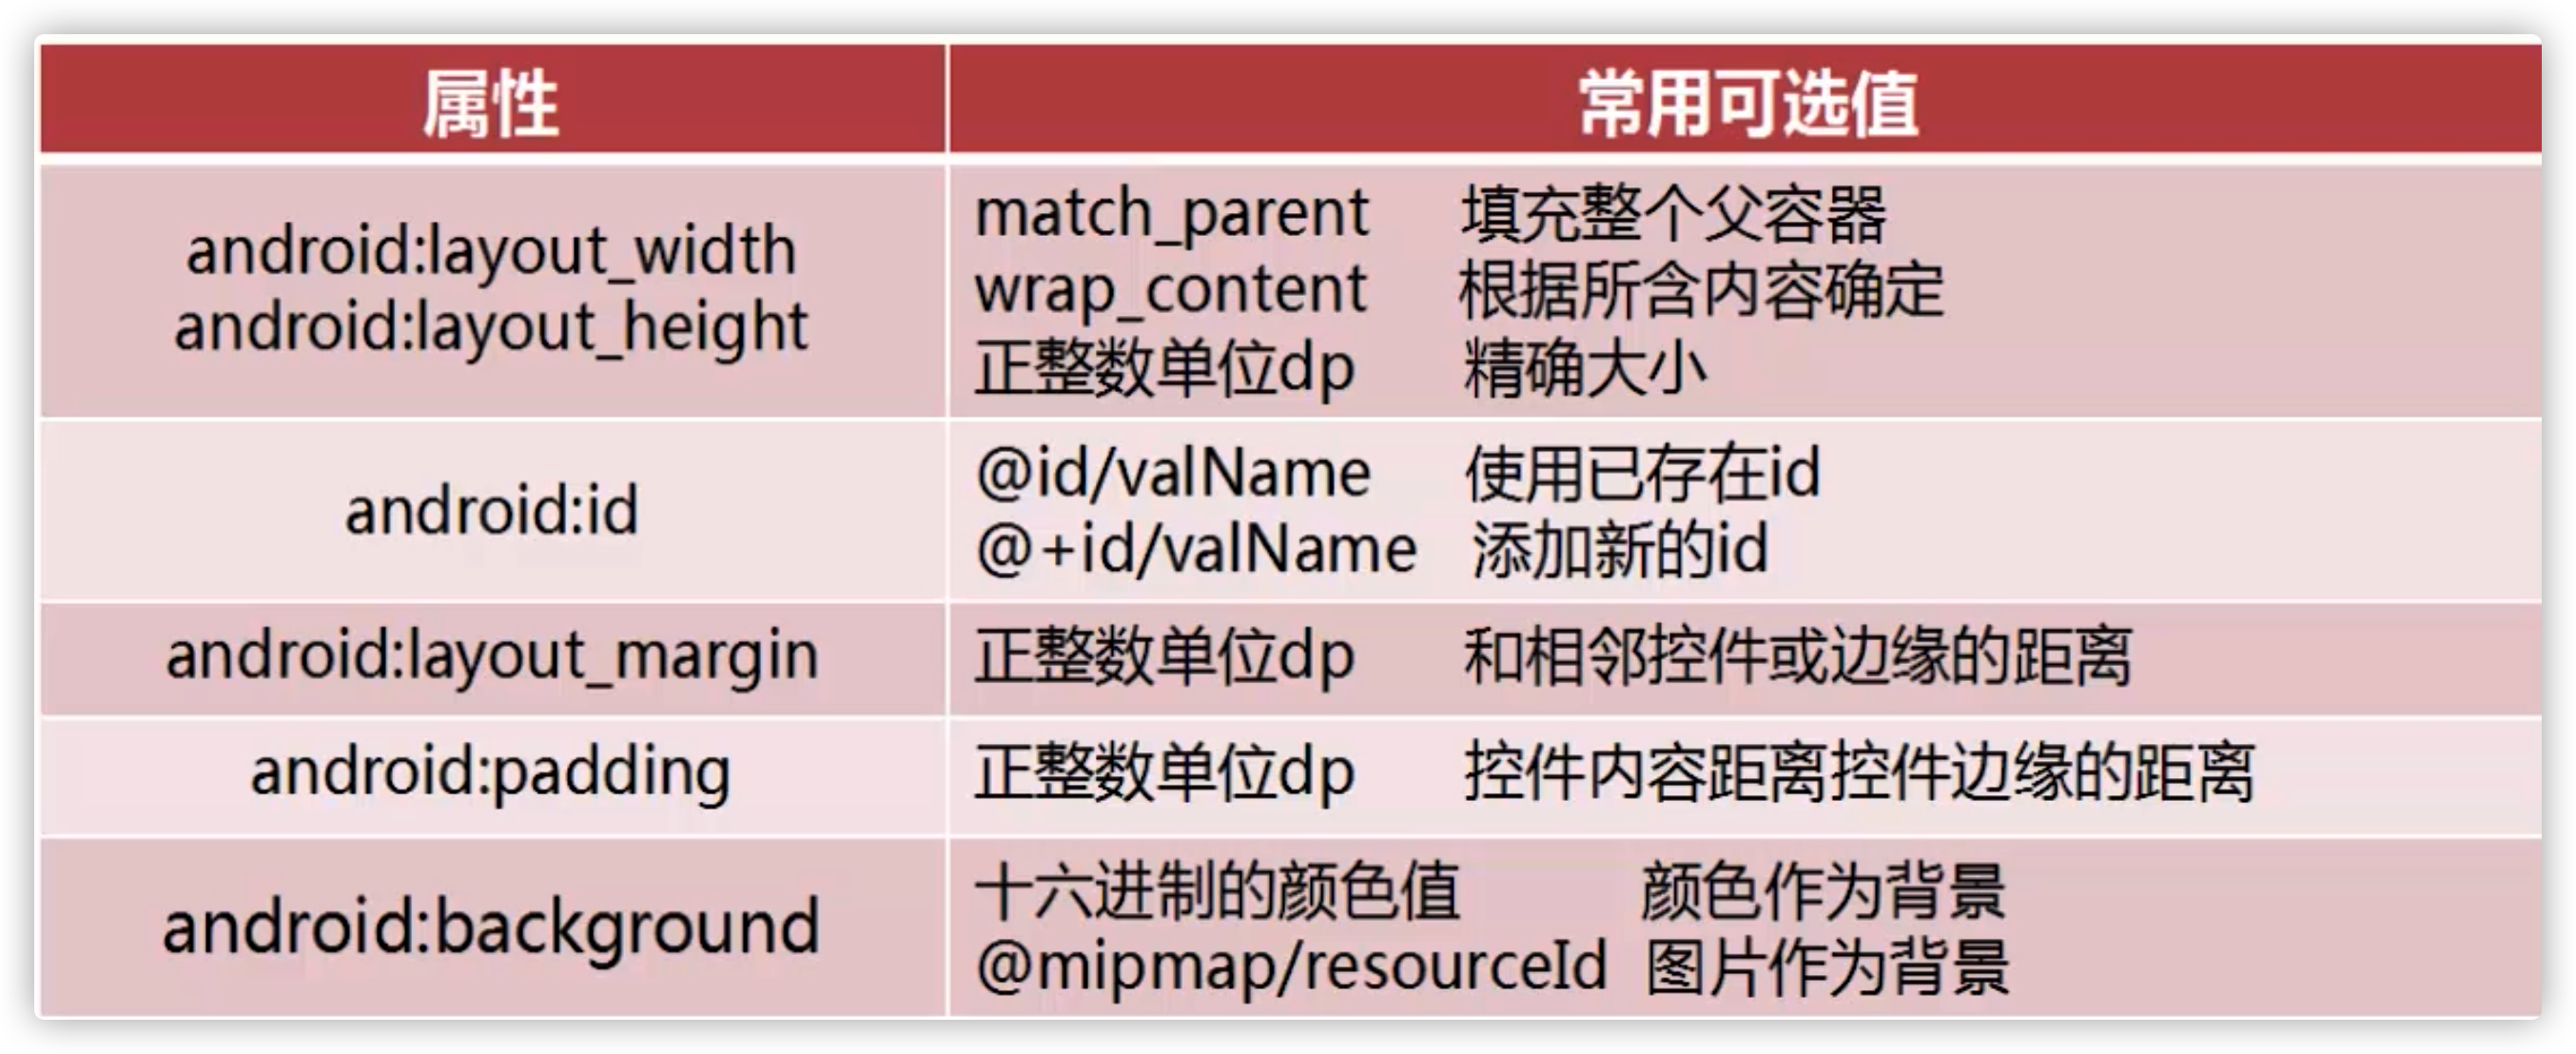 属性 常用可选值
android:layout_width
android:layout_height
match_parent 填充整个父容器
wrap_content 根据所含内容确定
正整数单位dp 精确大小
android:id
@id/valName 使用已存在id
@+id/valName 添加新的id
android:layout_margin 正整数单位dp 和相邻控件或边缘的距离
android:padding 正整数单位dp 控件内容距离控件边缘的距离
android:background
十六进制的颜色值 颜色作为背景
@mipmap/resourceId 图片作为背景